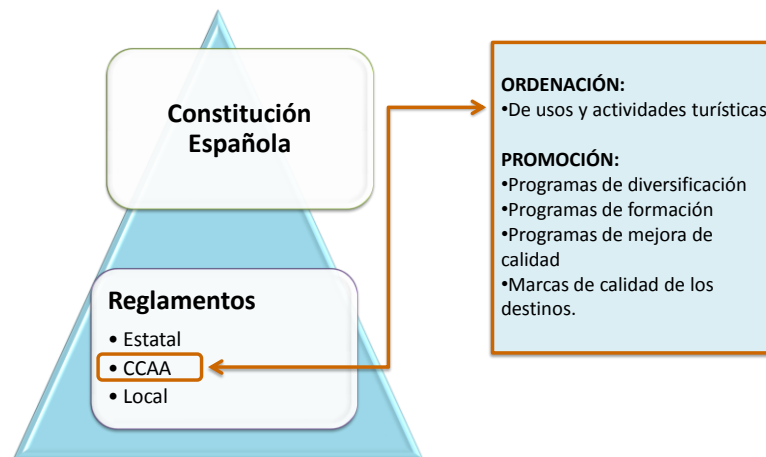 Constitución
Española
Reglamentos
• Estatal
• CCAA
• Local
ORDENACIÓN:
•De usos y actividades turísticas
PROMOCIÓN:
•Programas de diversificación
•Programas de formación
•Programas de mejora de
calidad
•Marcas de calidad de los
destinos.